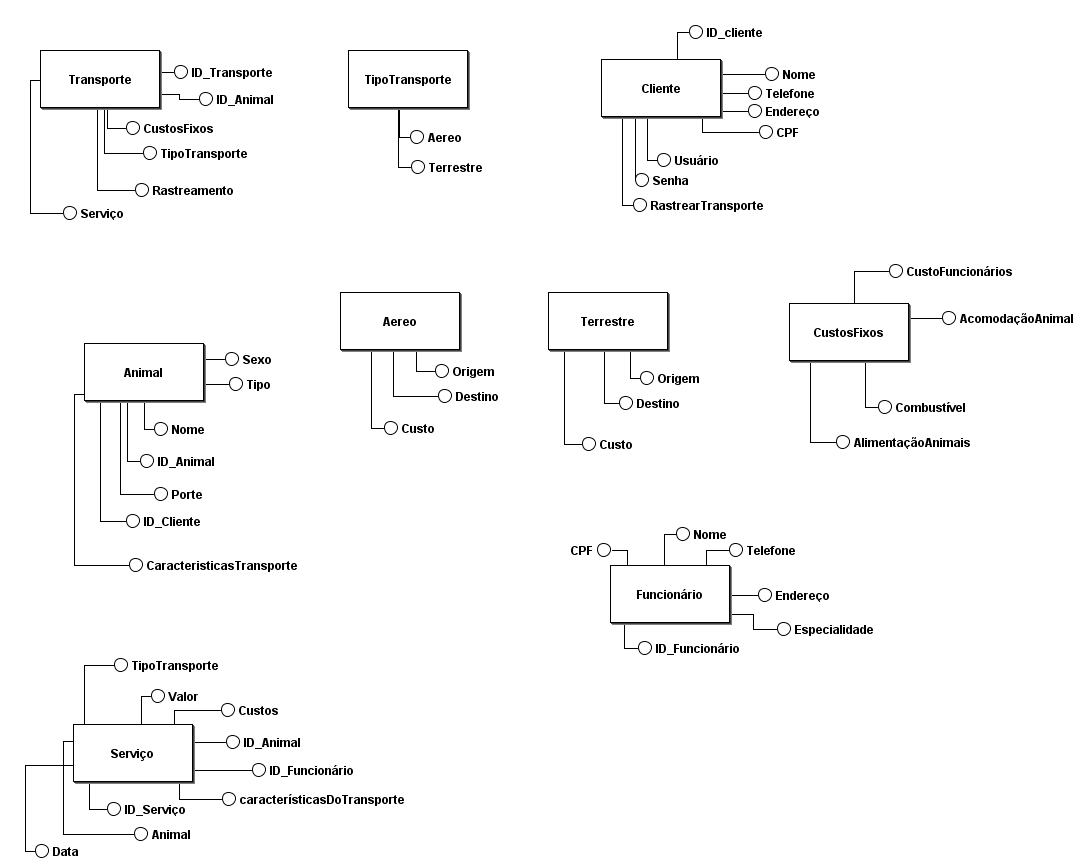 Transporte
ID_Transporte
ID_Animal
CustosFixos
TipoTransporte
Rastreamento
Serviço
TipoTransporte
Aereo
Terrestre
ID_cliente
Cliente
Nome
Telefone
Endereço
CPF
Usuário
Senha
RastrearTransporte
Animal
Sexo
Tipo
Nome
ID_Animal
Porte
ID_Cliente
CaracteristicasTransporte
Aereo
Origem
Destino
Custo
Terrestre
Origem
Destino
Custo
CustoFuncionários
AcomodaçãoAnimal
CustosFixos
Combustível
AlimentaçãoAnimais
CPF
Nome
Telefone
Funcionário
Endereço
Especialidade
ID_Funcionário
TipoTransporte
Valor
Custos
Serviço
ID_Animal
ID_Funcionário
característicasDoTransporte
ID_Serviço
Animal
Data